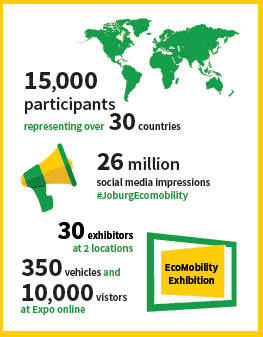 15,000
participants
representing over 30 countries
26 million
social media impressions
#JoburgEcomobility
30 exhibitors
at 2 locations
350 vehicles and
10,000 vistors
at Expo online
EcoMobility
Exhibition